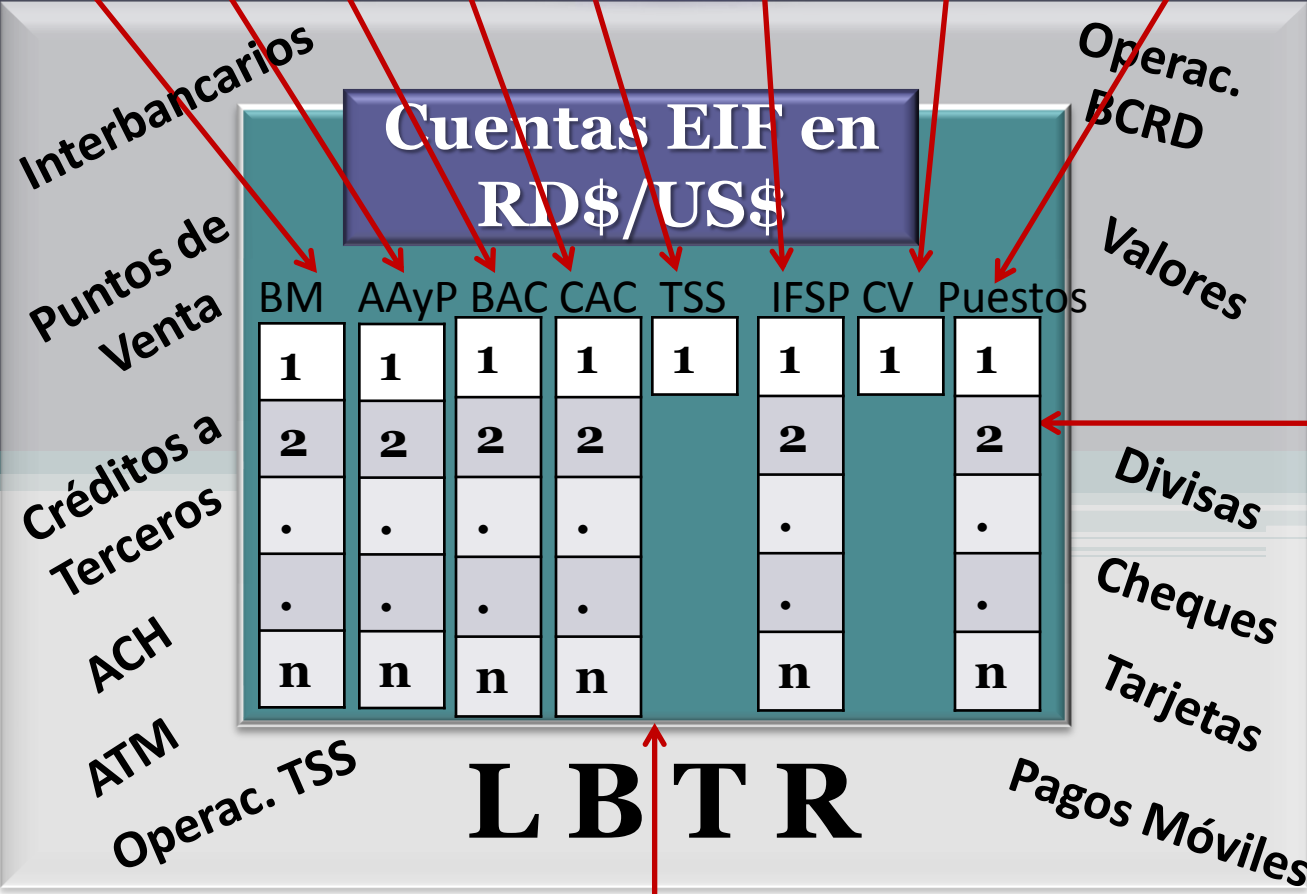 Cuentas EIF en
RD$/US$
Interbancarios
Puntos de
Venta
Créditos a
Terceros
ACH
ATM
Operac. TSS
BM AAyP BAC CAC TSS IFSP CV Puestos
1 1 1 1 1 1 1 1
2 2 2 2 2 2
. . . . . .
. . . . . .
n n n n n n
Operac.
BCRD
Valores
Divisas
Cheques
Tarjetas
Pagos Móviles
L B T R